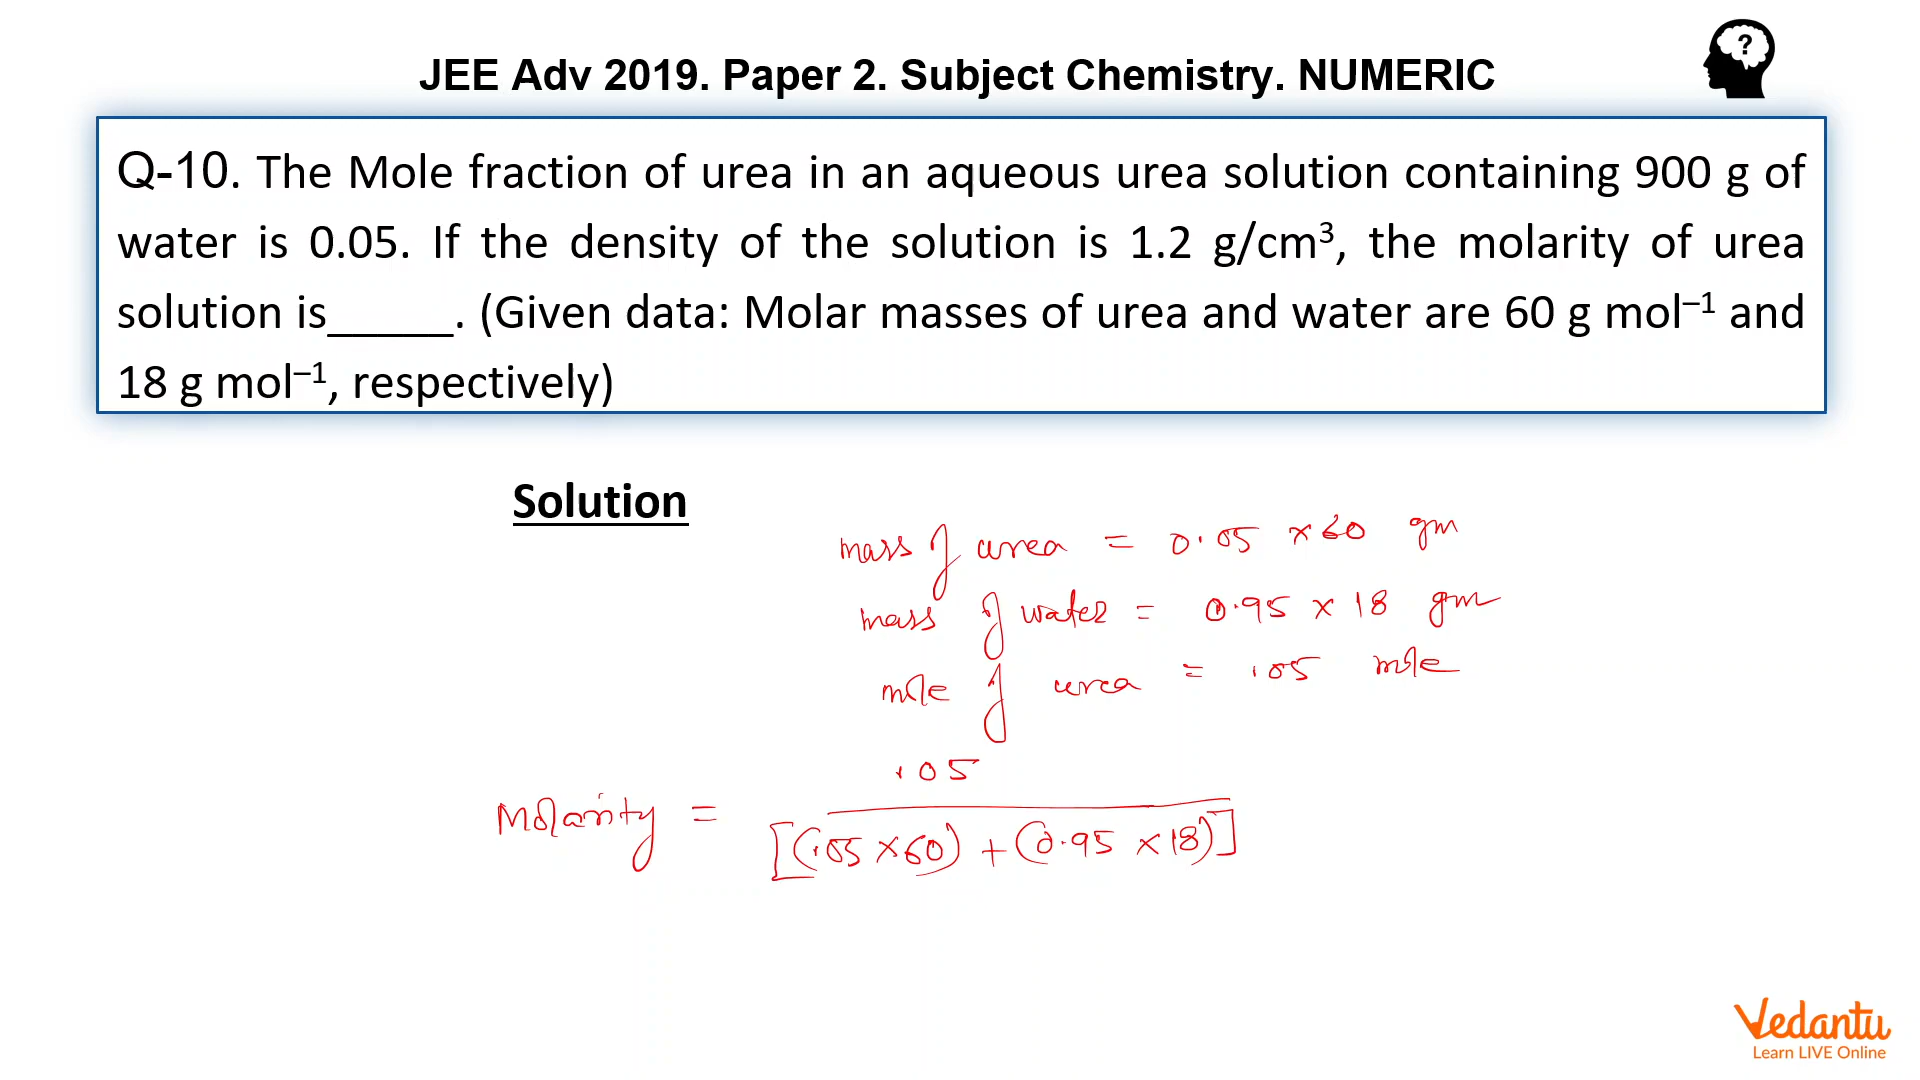 JEE Adv 2019. Paper 2. Subject Chemistry. NUMERIC
?
Q-10. The Mole fraction of urea in an aqueous urea solution containing 900 g of
water is 0.05. If the density of the solution is 1.2 g/cm³, the molarity of urea
solution is_____. (Given data: Molar masses of urea and water are 60 g mol⁻¹ and
18 g mol⁻¹, respectively)
Solution
mass of urea = 0.05 × 60 gm
mass of water = 0.95 × 18 gm
mole of urea = .05 mole
.05
Molarity =
[(.05 × 60) + (0.95 × 18)]
Vedantu
Learn LIVE Online